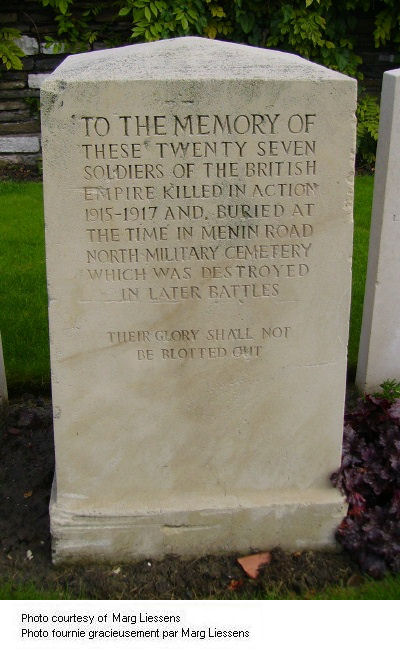 TO THE MEMORY OF
THESE TWENTY SEVEN
SOLDIERS OF THE BRITISH
EMPIRE KILLED IN ACTION
1915-1917 AND, BURIED AT
THE TIME IN MENIN ROAD
NORTH MILITARY CEMETERY
WHICH WAS DESTROYED
IN LATER BATTLES
THEIR GLORY SHALL NOT
BE BLOTTED OUT
Photo courtesy of Marg Liessens
Photo fournie gracieusement par Marg Liessens